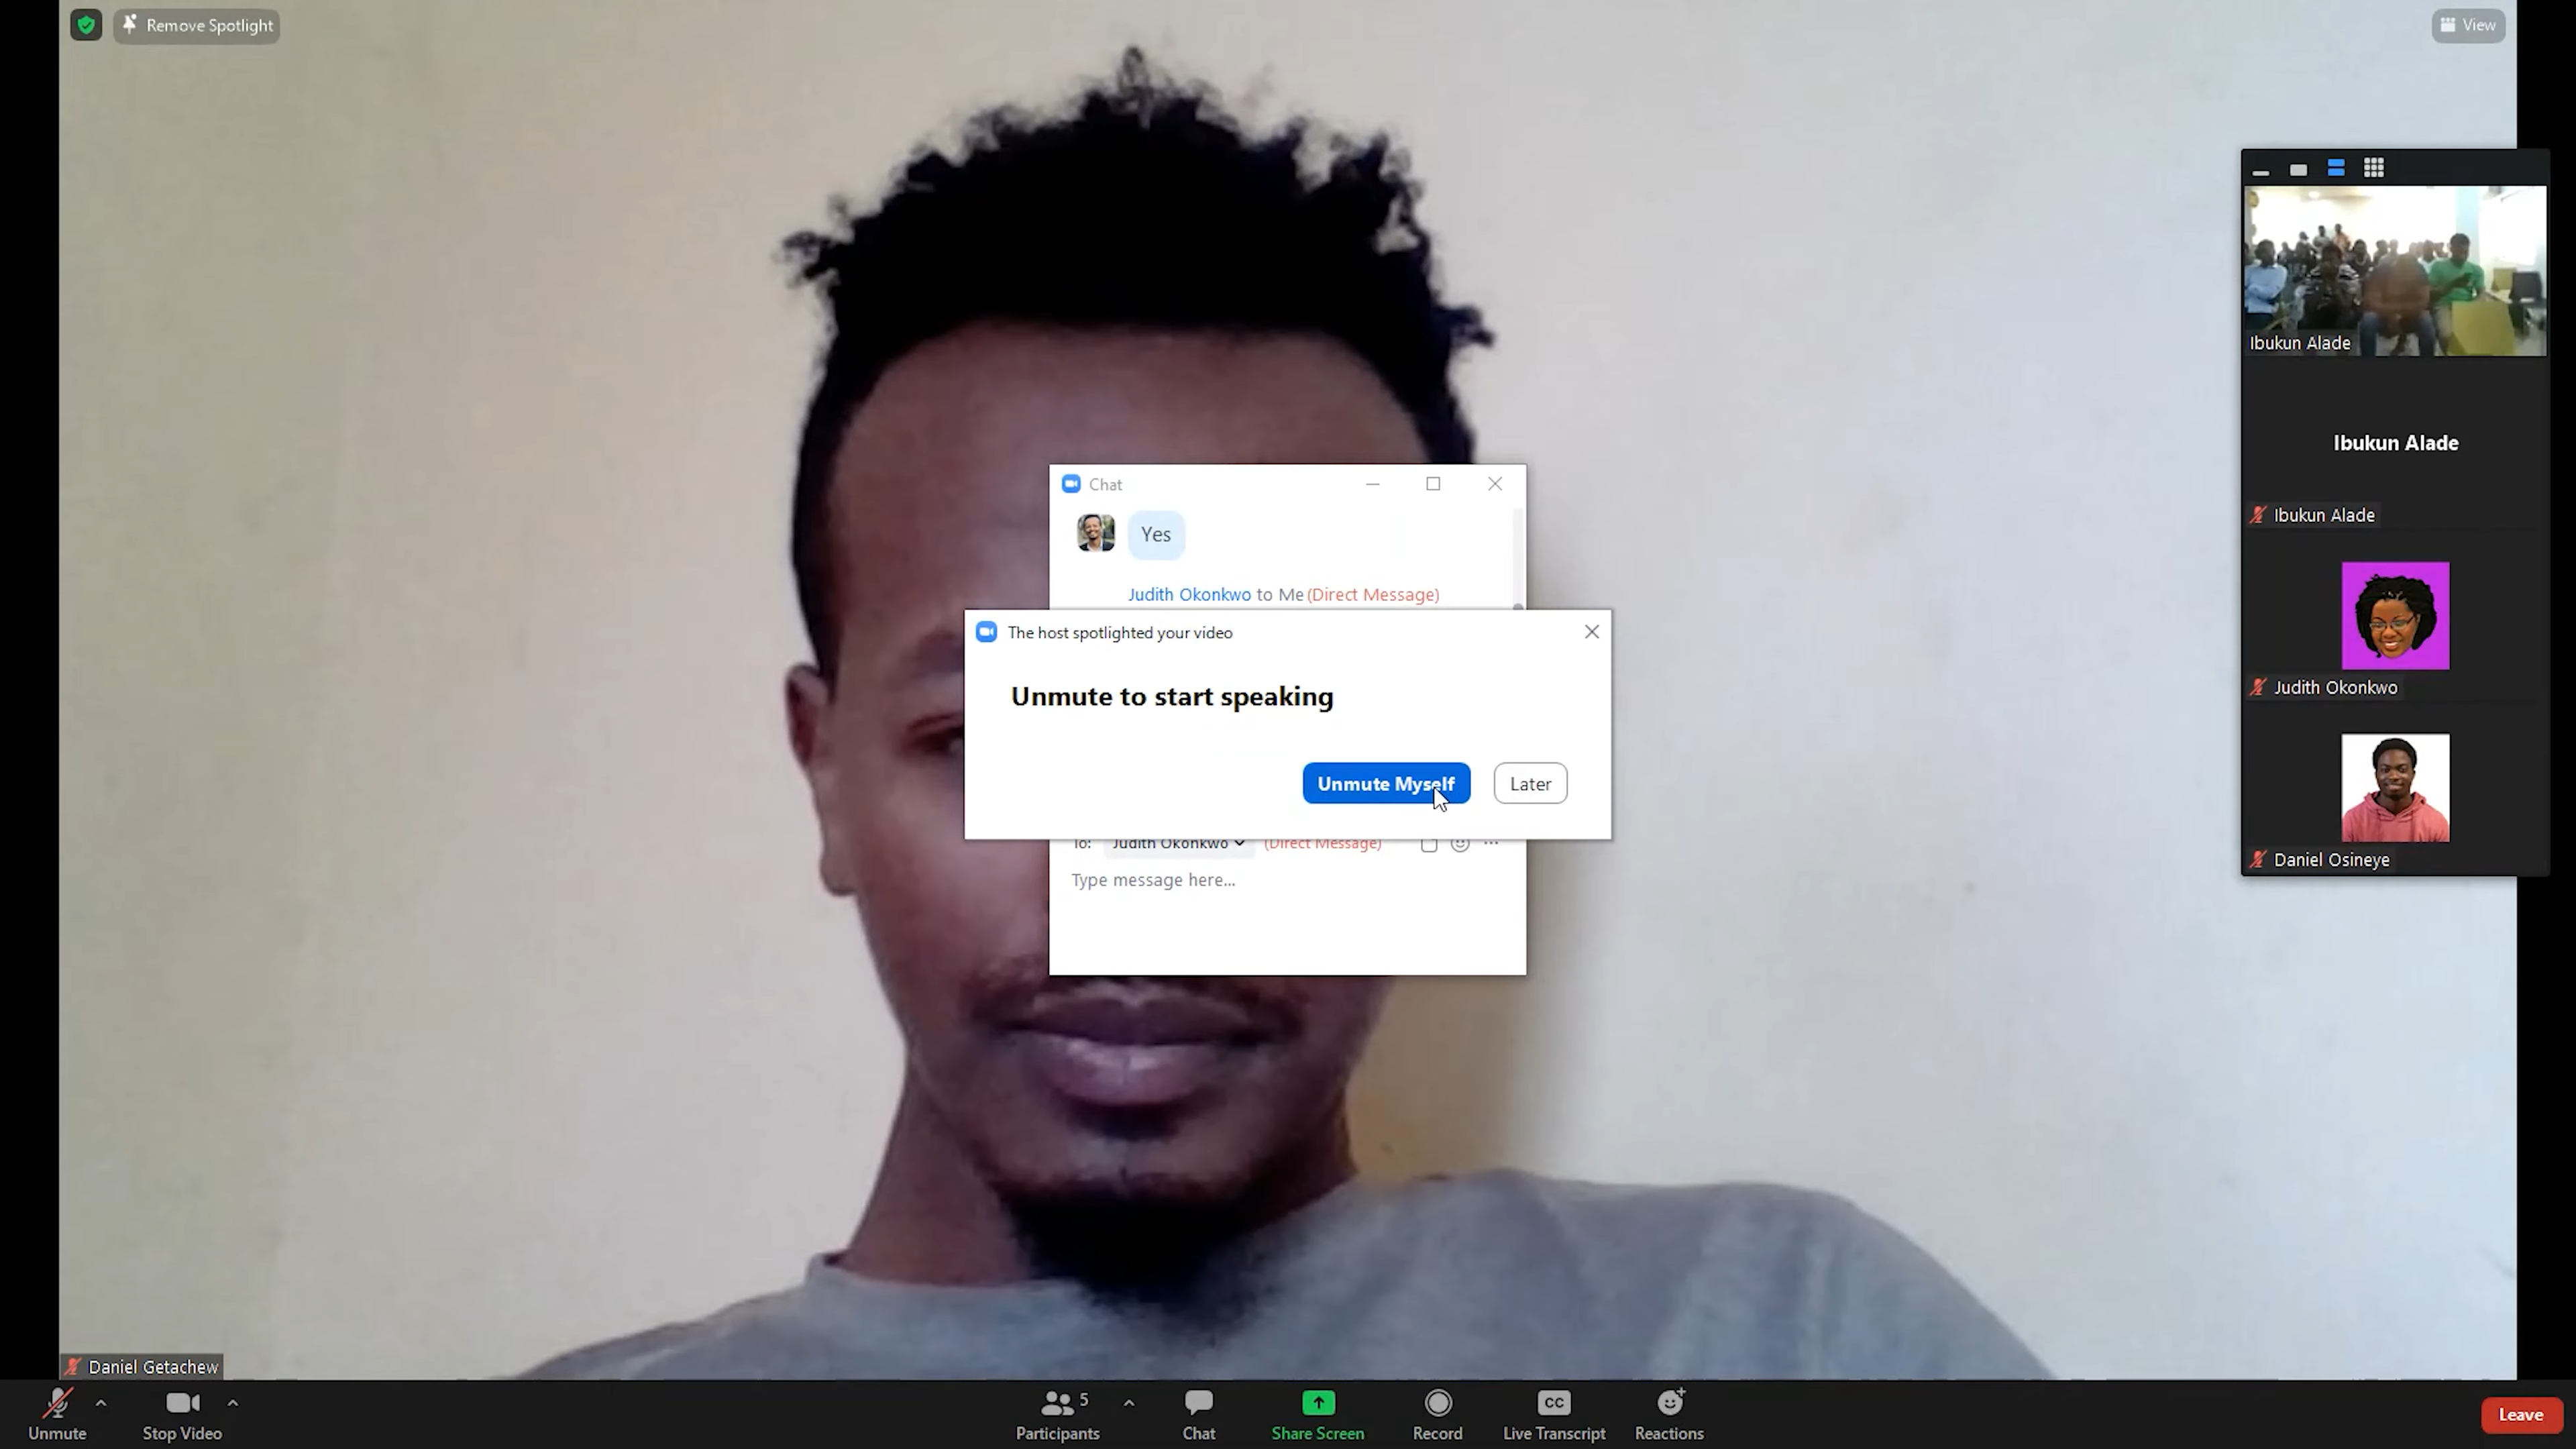 Remove Spotlight
View
Ibukun Alade
Ibukun Alade
Ibukun Alade
Judith Okonkwo
Daniel Osineye
Chat
Yes
Judith Okonkwo to Me (Direct Message)
The host spotlighted your video
Unmute to start speaking
Unmute Myself
Later
To: Judith Okonkwo (Direct Message)
Type message here...
Daniel Getachew
Unmute
Stop Video
5
Participants
Chat
Share Screen
Record
CC
Live Transcript
Reactions
Leave